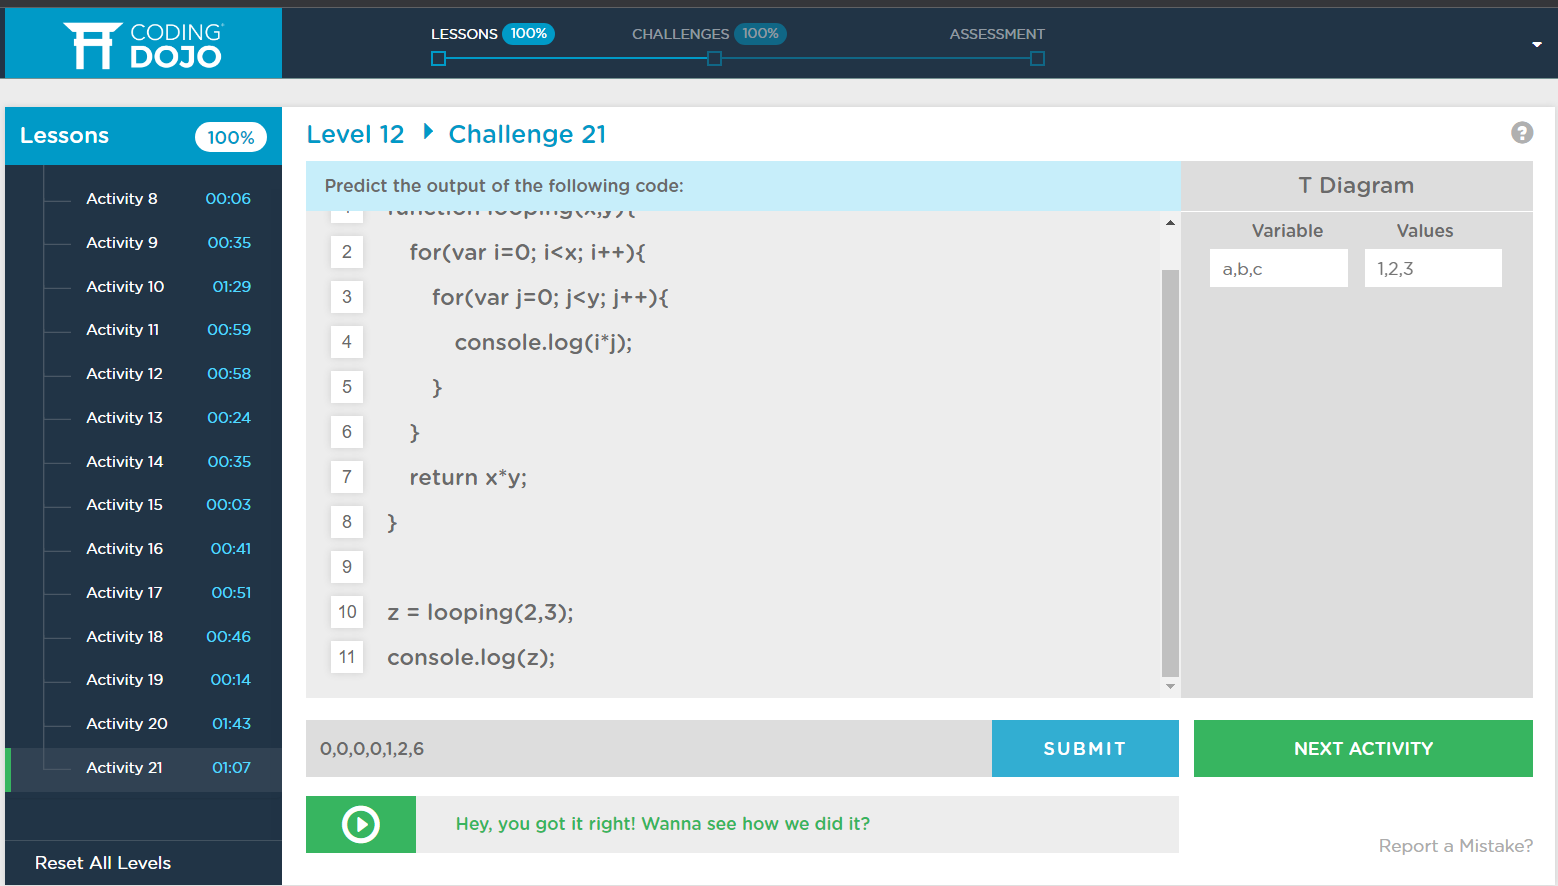 CODING DOJO
LESSONS 100%
CHALLENGES 100%
ASSESSMENT
Lessons 100%
Activity 8 00:06
Activity 9 00:35
Activity 10 01:29
Activity 11 00:59
Activity 12 00:58
Activity 13 00:24
Activity 14 00:35
Activity 15 00:03
Activity 16 00:41
Activity 17 00:51
Activity 18 00:46
Activity 19 00:14
Activity 20 01:43
Activity 21 01:07
Reset All Levels
Level 12 Challenge 21
?
Predict the output of the following code:
1 function looping(x,y){
2 for(var i=0; i<x; i++){
3 for(var j=0; j<y; j++){
4 console.log(i*j);
5 }
6 }
7 return x*y;
8 }
9
10 z = looping(2,3);
11 console.log(z);
T Diagram
Variable Values
a,b,c 1,2,3
0,0,0,0,1,2,6
SUBMIT
NEXT ACTIVITY
Hey, you got it right! Wanna see how we did it?
Report a Mistake?